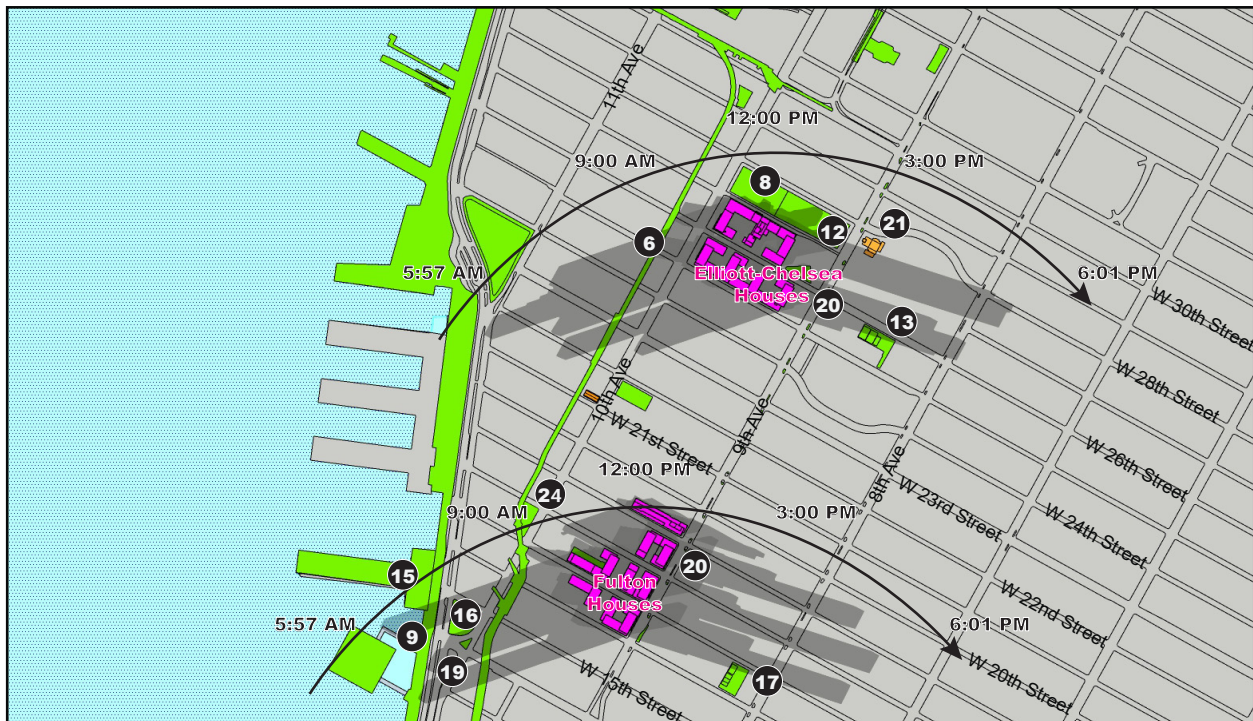 11th Ave
12:00 PM
9:00 AM
3:00 PM
8
12
21
6
5:57 AM
Elliott-Chelsea
Houses
6:01 PM
20
13
W 30th Street
W 28th Street
10th Ave
W 21st Street
9th Ave
W 26th Street
12:00 PM
8th Ave
24
W 23rd Street
9:00 AM
3:00 PM
W 24th Street
15
20
Fulton
Houses
W 22nd Street
16
5:57 AM
9
6:01 PM
19
W 15th Street
17
W 20th Street